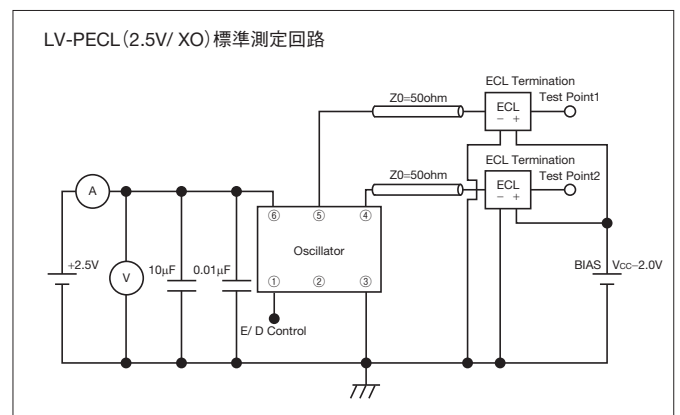 LV-PECL（2.5V/ XO）標準測定回路
ECL Termination
Z0=50ohm
ECL
− +
Test Point1
ECL Termination
Z0=50ohm
ECL
− +
Test Point2
A
⑥ ⑤ ④
Oscillator
+2.5V
V
10μF
0.01μF
① ② ③
BIAS
Vcc−2.0V
E/ D Control